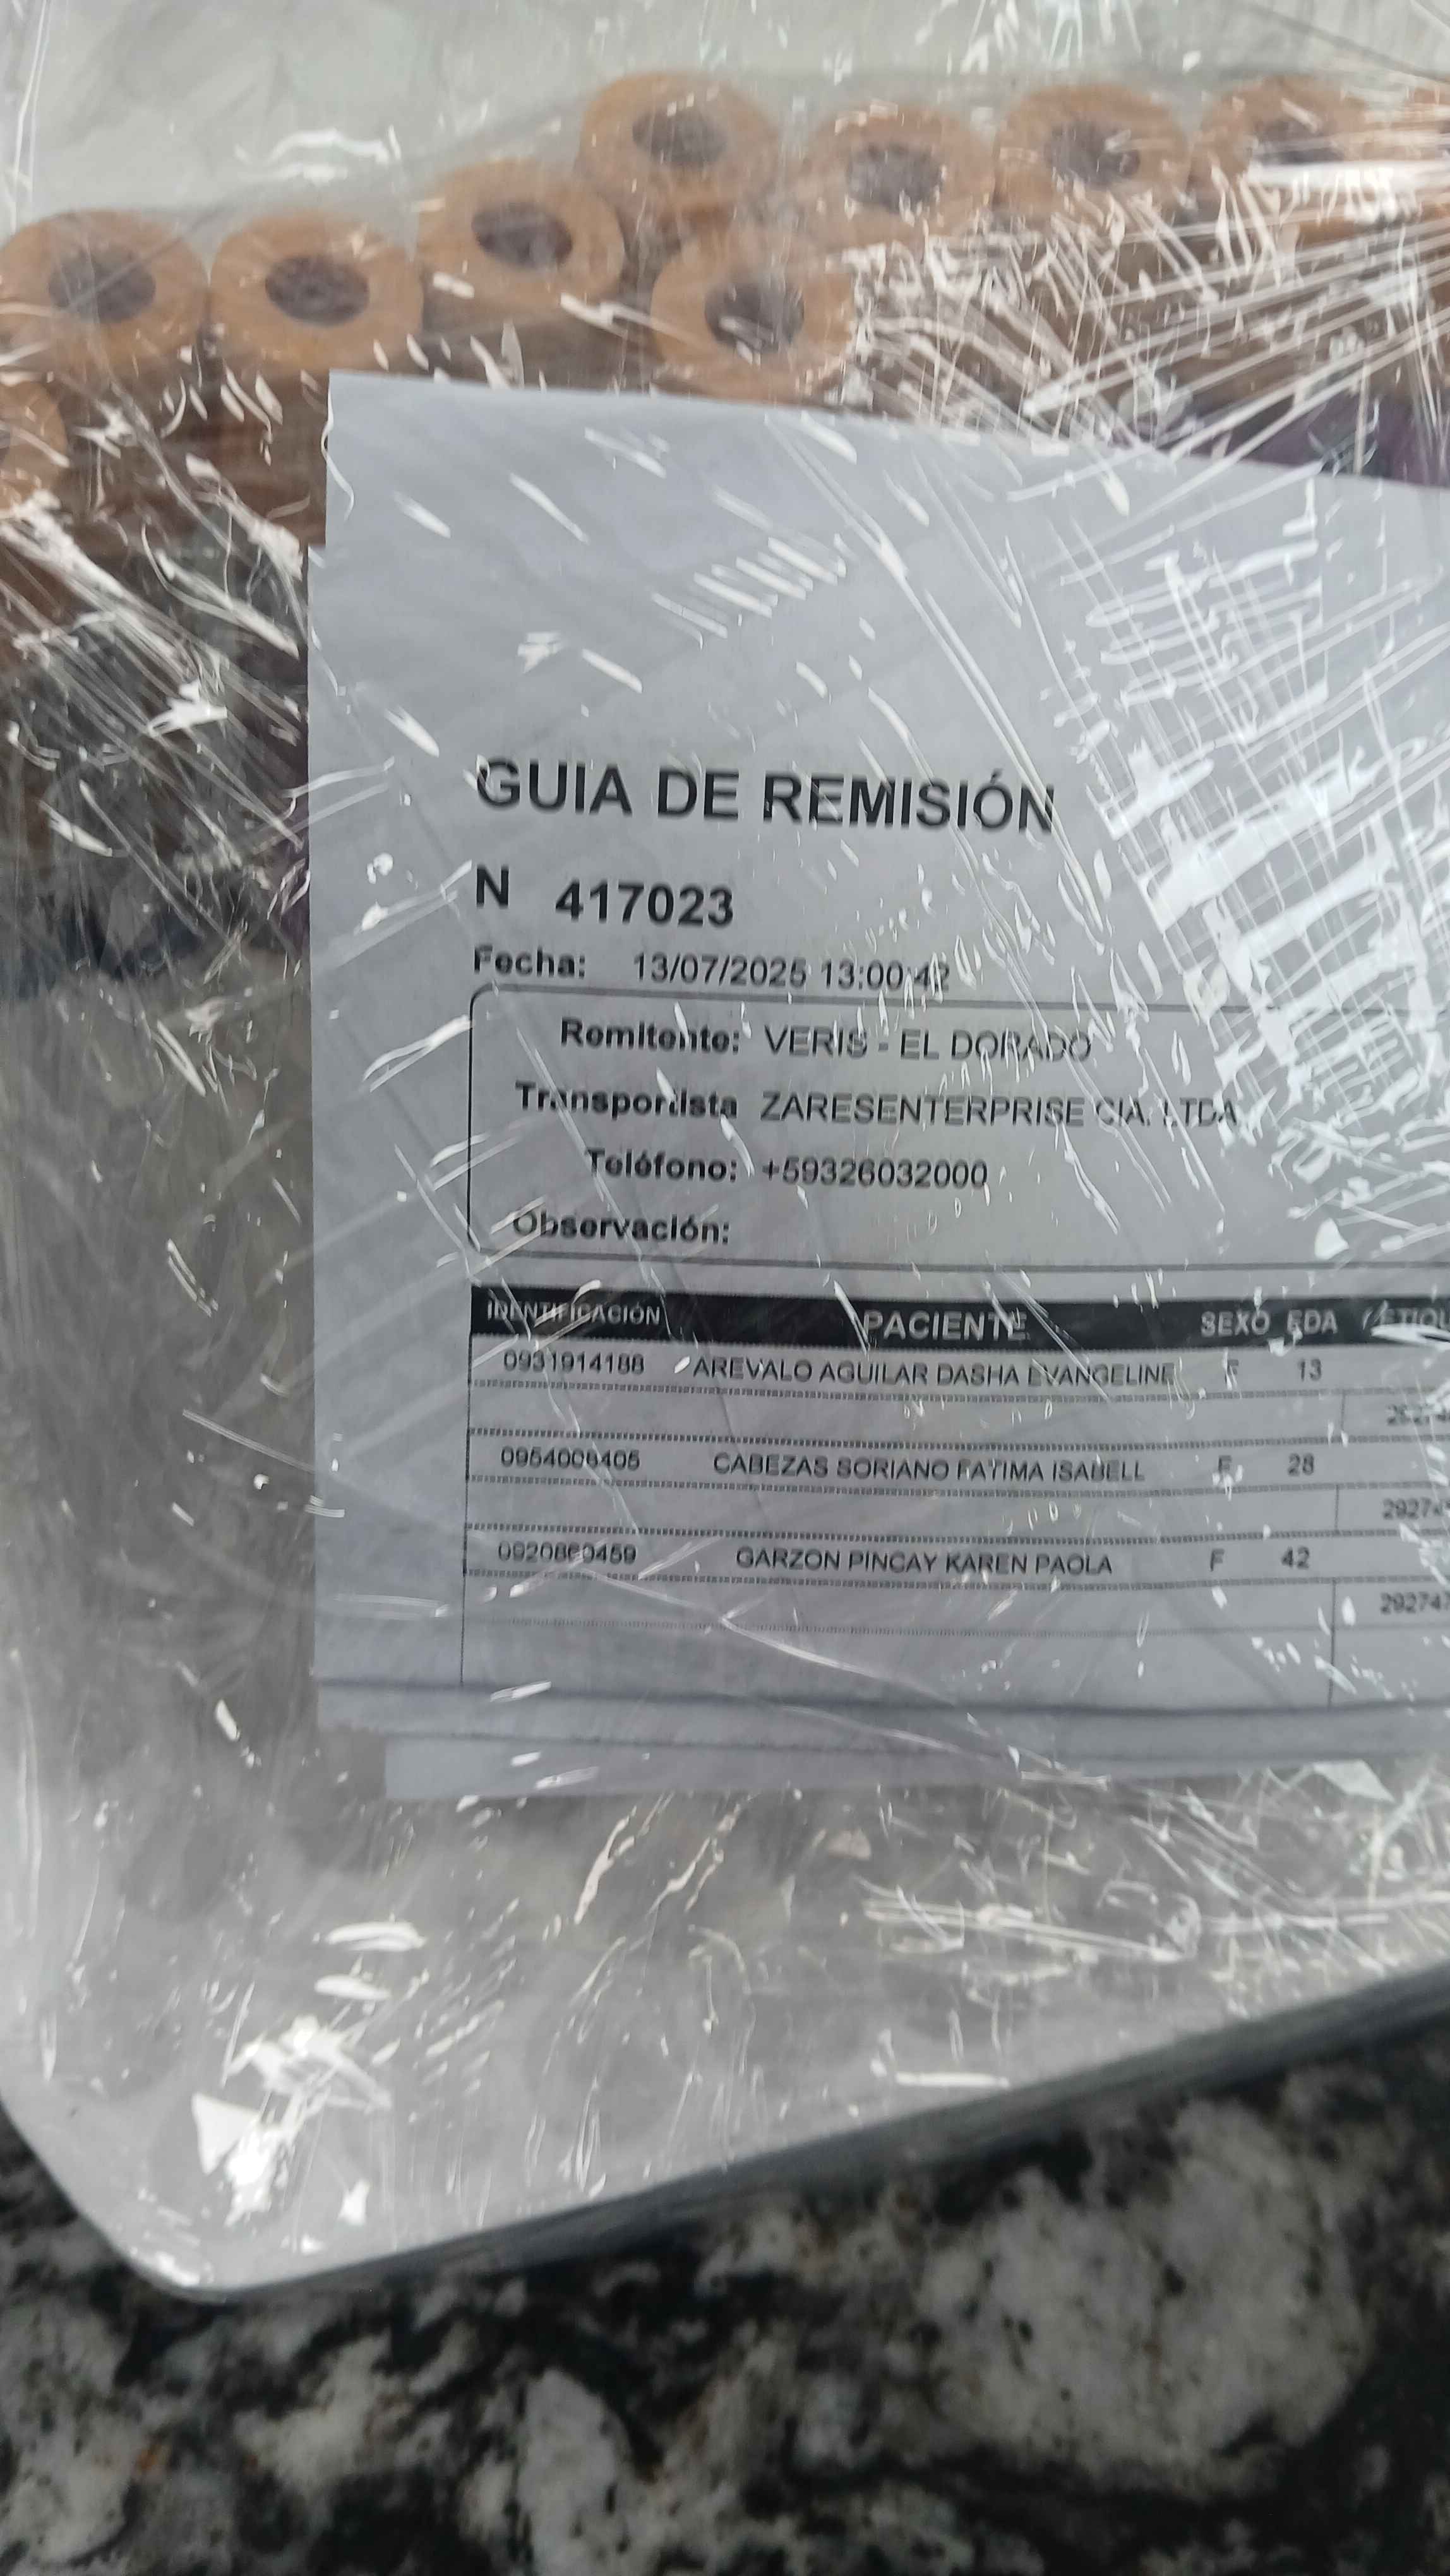 GUIA DE REMISIÓN
N 417023
Fecha: 13/07/2025 13:00:42
Remitente: VERIS - EL DORADO
Transportista ZARESENTERPRISE CIA. LTDA
Teléfono: +59326032000
Observación:
IDENTIFICACIÓN PACIENTE SEXO EDA
0931914188 AREVALO AGUILAR DASHA EVANGELINE F 13
CABEZAS SORIANO FATIMA ISABELL F 28
29274
GARZON PINCAY KAREN PAOLA F 42
292747